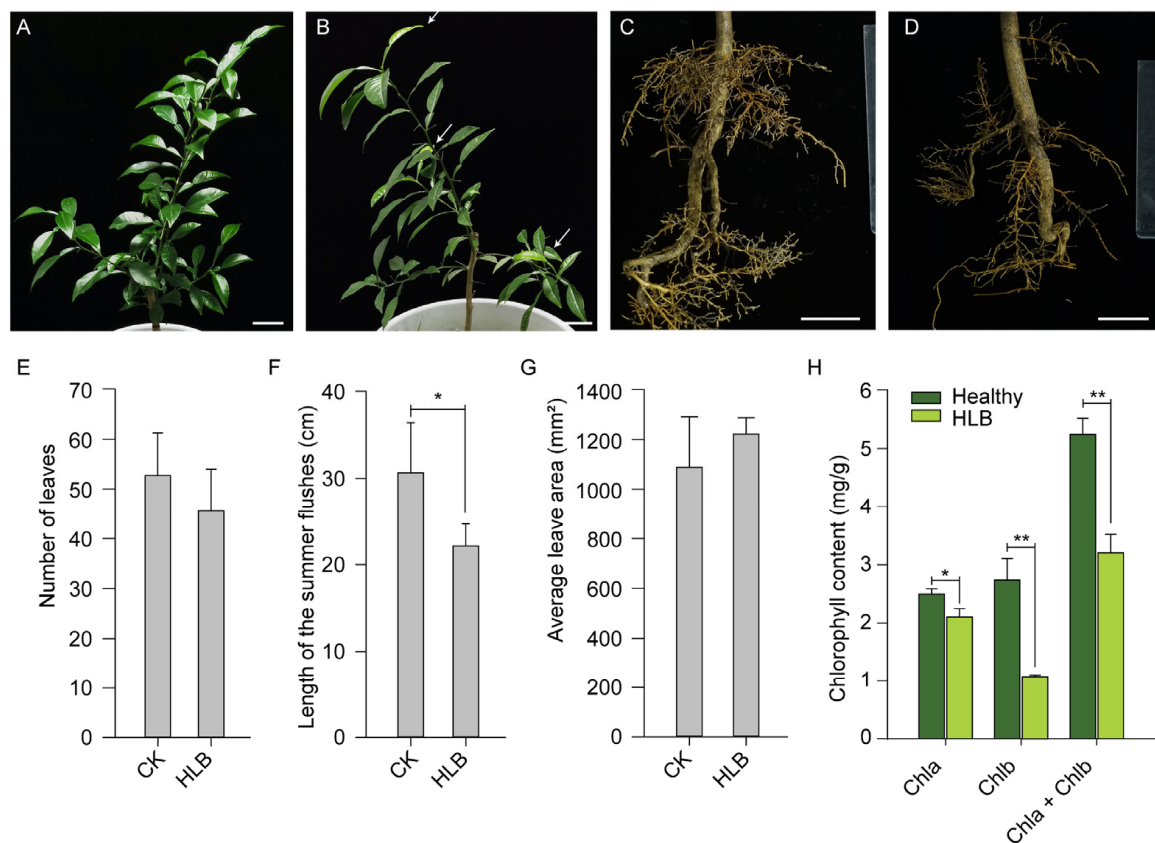 A
B
C
D
E
Number of leaves
70
60
50
40
30
20
10
0
CK
HLB
F
Length of the summer flushes (cm)
40
30
20
10
0
*
CK
HLB
G
Average leave area (mm²)
1400
1200
1000
800
600
400
200
0
CK
HLB
H
Chlorophyll content (mg/g)
6
5
4
3
2
1
0
Healthy
HLB
*
**
**
Chla
Chlb
Chla + Chlb